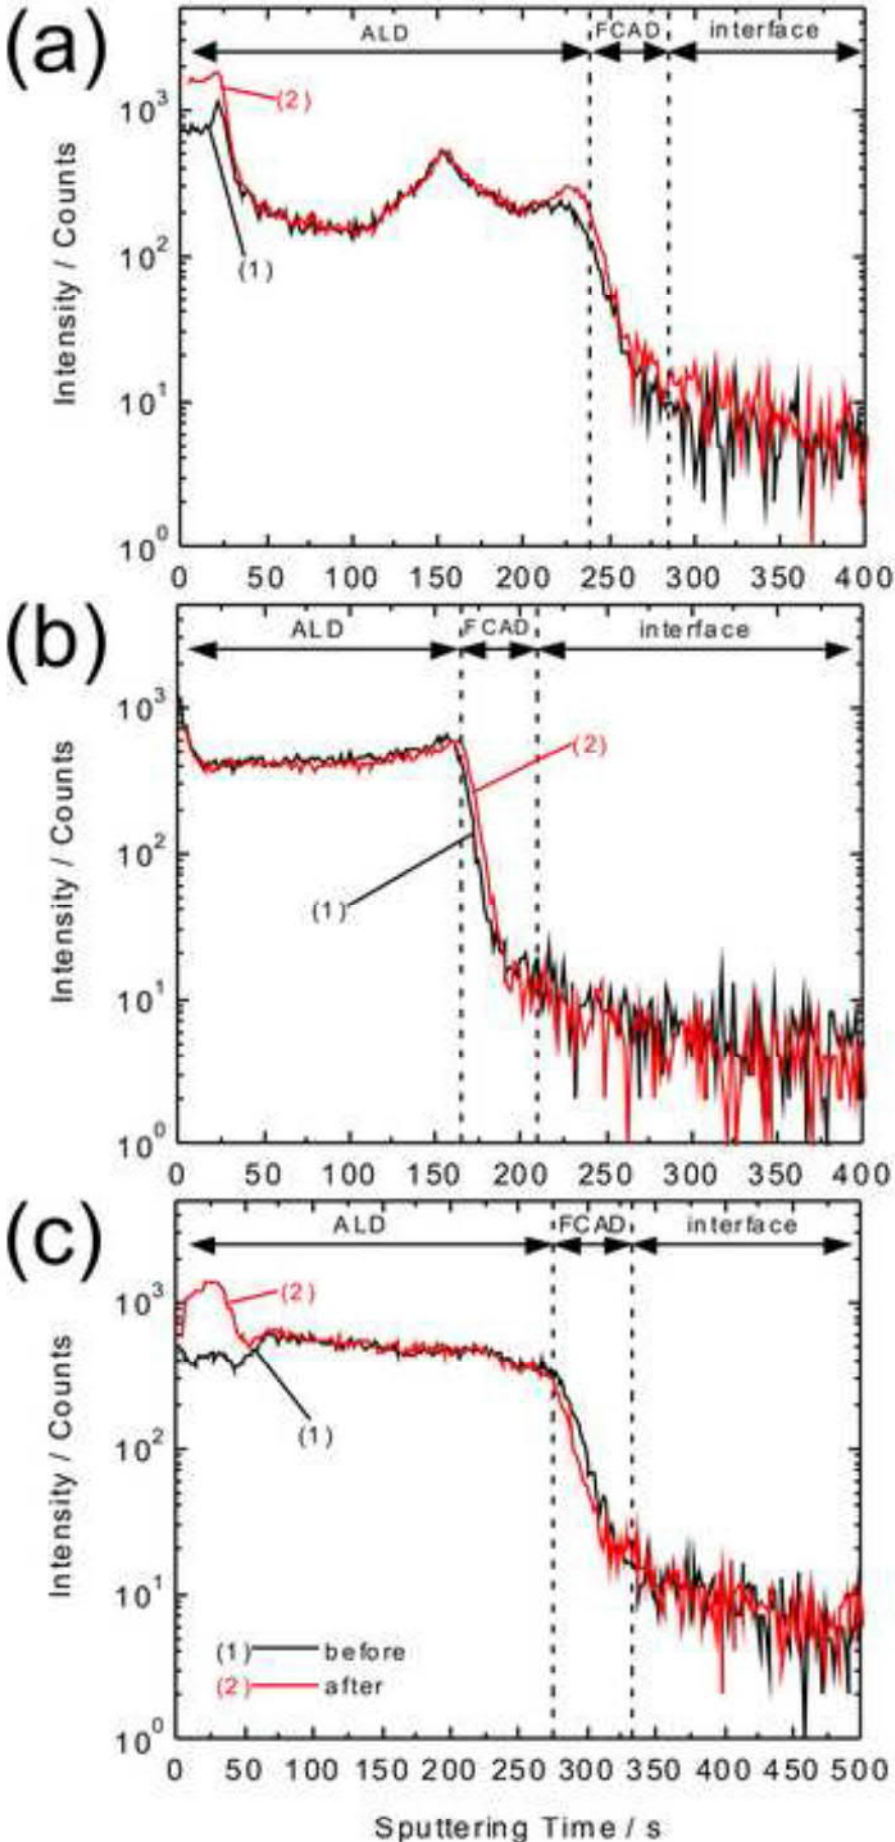 (a)
ALD FCAD interface
(2)
(1)
Intensity / Counts
10³
10²
10¹
10⁰
0 50 100 150 200 250 300 350 400
(b)
ALD FCAD interface
(2)
(1)
Intensity / Counts
10³
10²
10¹
10⁰
0 50 100 150 200 250 300 350 400
(c)
ALD FCAD interface
(2)
(1)
Intensity / Counts
10³
10²
10¹
10⁰
(1) before
(2) after
0 50 100 150 200 250 300 350 400 450 500
Sputtering Time / s